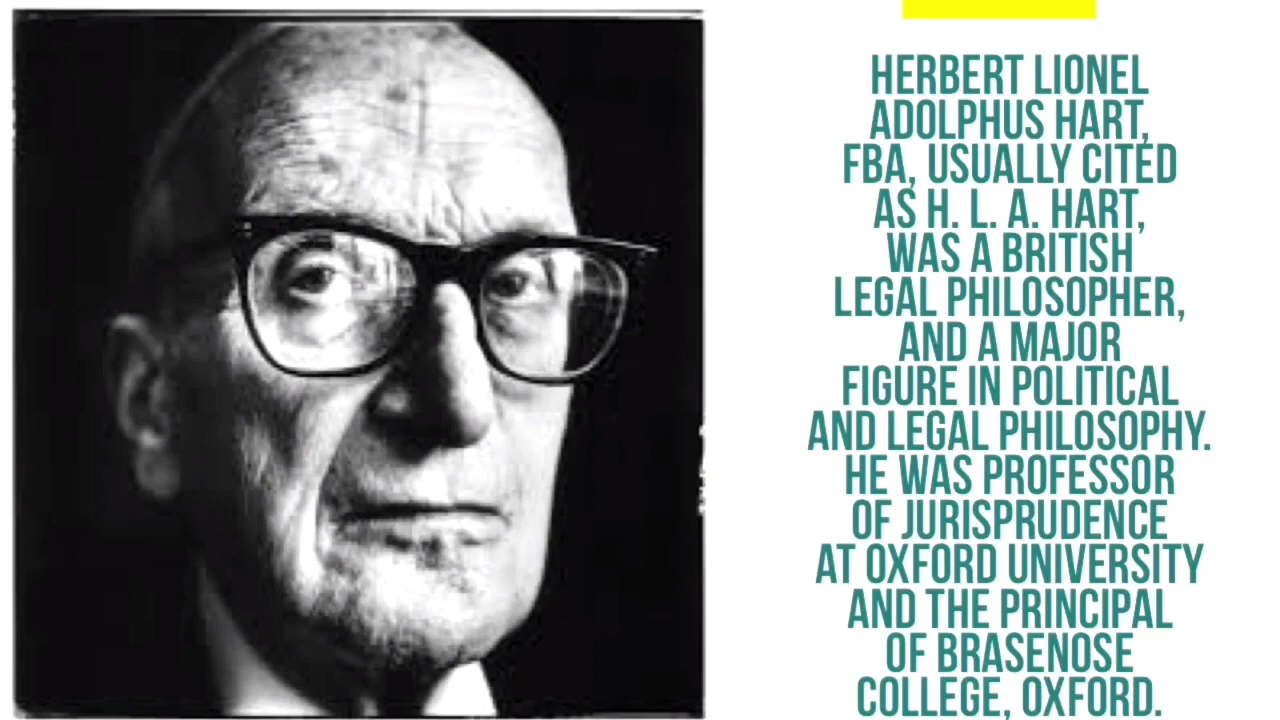 HERBERT LIONEL
ADOLPHUS HART,
FBA, USUALLY CITED
AS H. L. A. HART,
WAS A BRITISH
LEGAL PHILOSOPHER,
AND A MAJOR
FIGURE IN POLITICAL
AND LEGAL PHILOSOPHY.
HE WAS PROFESSOR
OF JURISPRUDENCE
AT OXFORD UNIVERSITY
AND THE PRINCIPAL
OF BRASENOSE
COLLEGE, OXFORD.